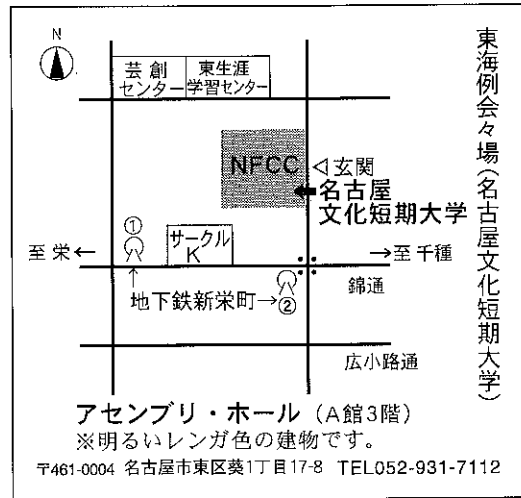 東海例会々場(名古屋文化短期大学)
N
芸創
センター
東生涯
学習センター
NFCC
◁玄関
←名古屋
文化短期大学
①
サークル
K
至栄←
→至千種
地下鉄新栄町→②
錦通
広小路通
アセンブリ・ホール(A館3階)
※明るいレンガ色の建物です。
〒461-0004 名古屋市東区葵1丁目17-8 TEL052-931-7112